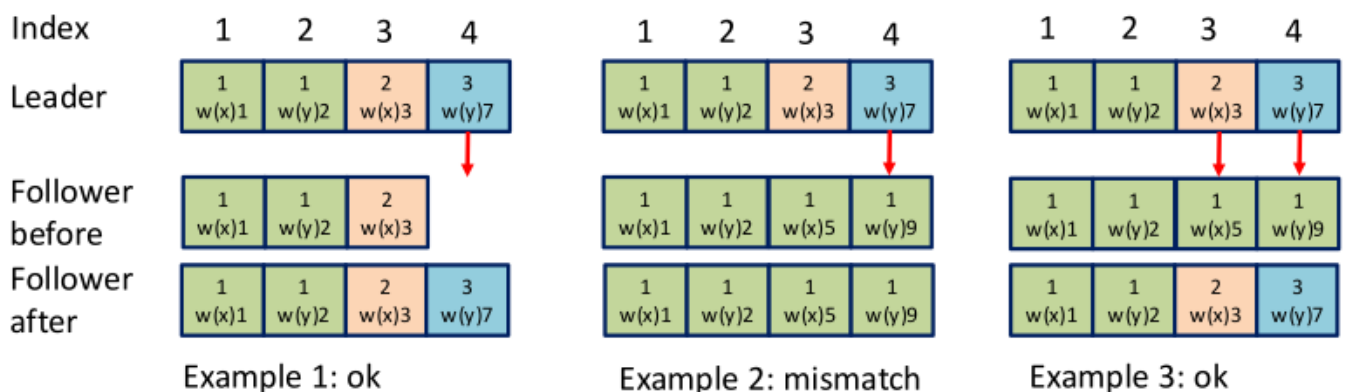 Index 1 2 3 4 1 2 3 4 1 2 3 4
Leader
1 1 2 3 1 1 2 3 1 1 2 3
w(x)1 w(y)2 w(x)3 w(y)7 w(x)1 w(y)2 w(x)3 w(y)7 w(x)1 w(y)2 w(x)3 w(y)7
Follower
before
1 1 2 1 1 1 1 1 1 1 1
w(x)1 w(y)2 w(x)3 w(x)1 w(y)2 w(x)5 w(y)9 w(x)1 w(y)2 w(x)5 w(y)9
Follower
after
1 1 2 3 1 1 1 1 1 1 2 3
w(x)1 w(y)2 w(x)3 w(y)7 w(x)1 w(y)2 w(x)5 w(y)9 w(x)1 w(y)2 w(x)3 w(y)7
Example 1: ok Example 2: mismatch Example 3: ok